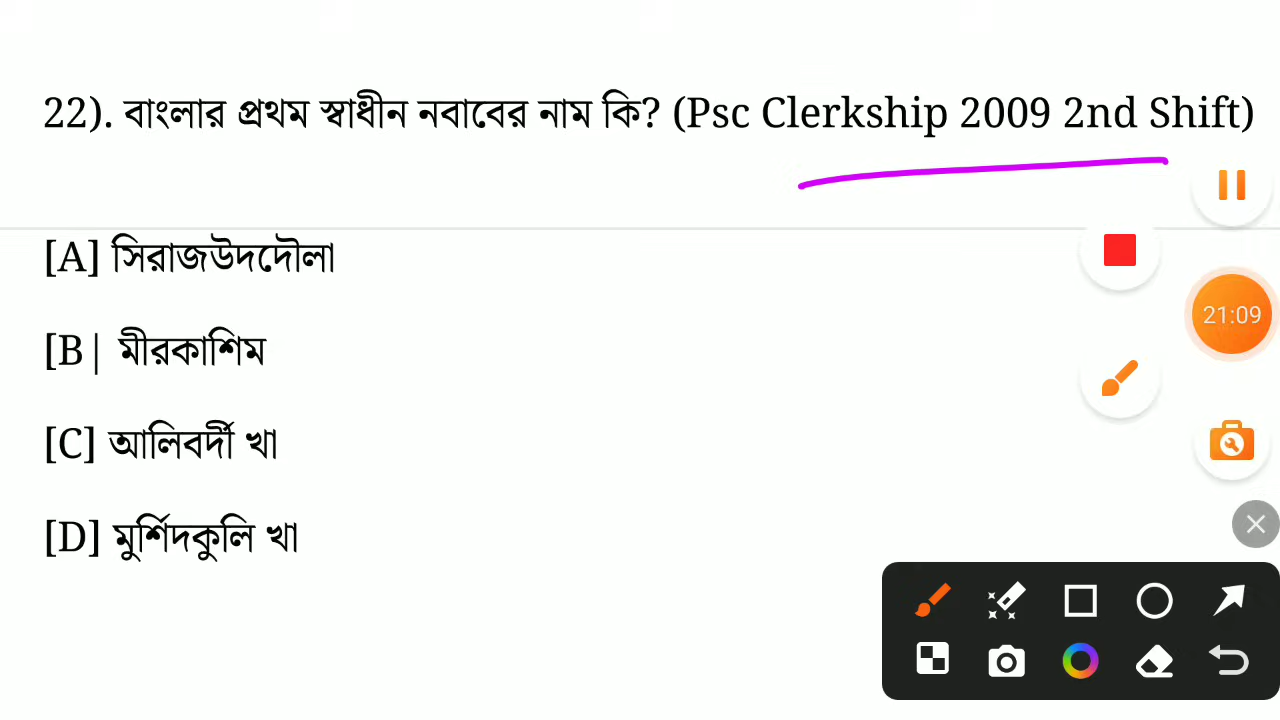 22). বাংলার প্রথম স্বাধীন নবাবের নাম কি? (Psc Clerkship 2009 2nd Shift)
[A] সিরাজউদদৌলা
[B| মীরকাশিম
[C] আলিবর্দী খা
[D] মুর্শিদকুলি খা
21:09